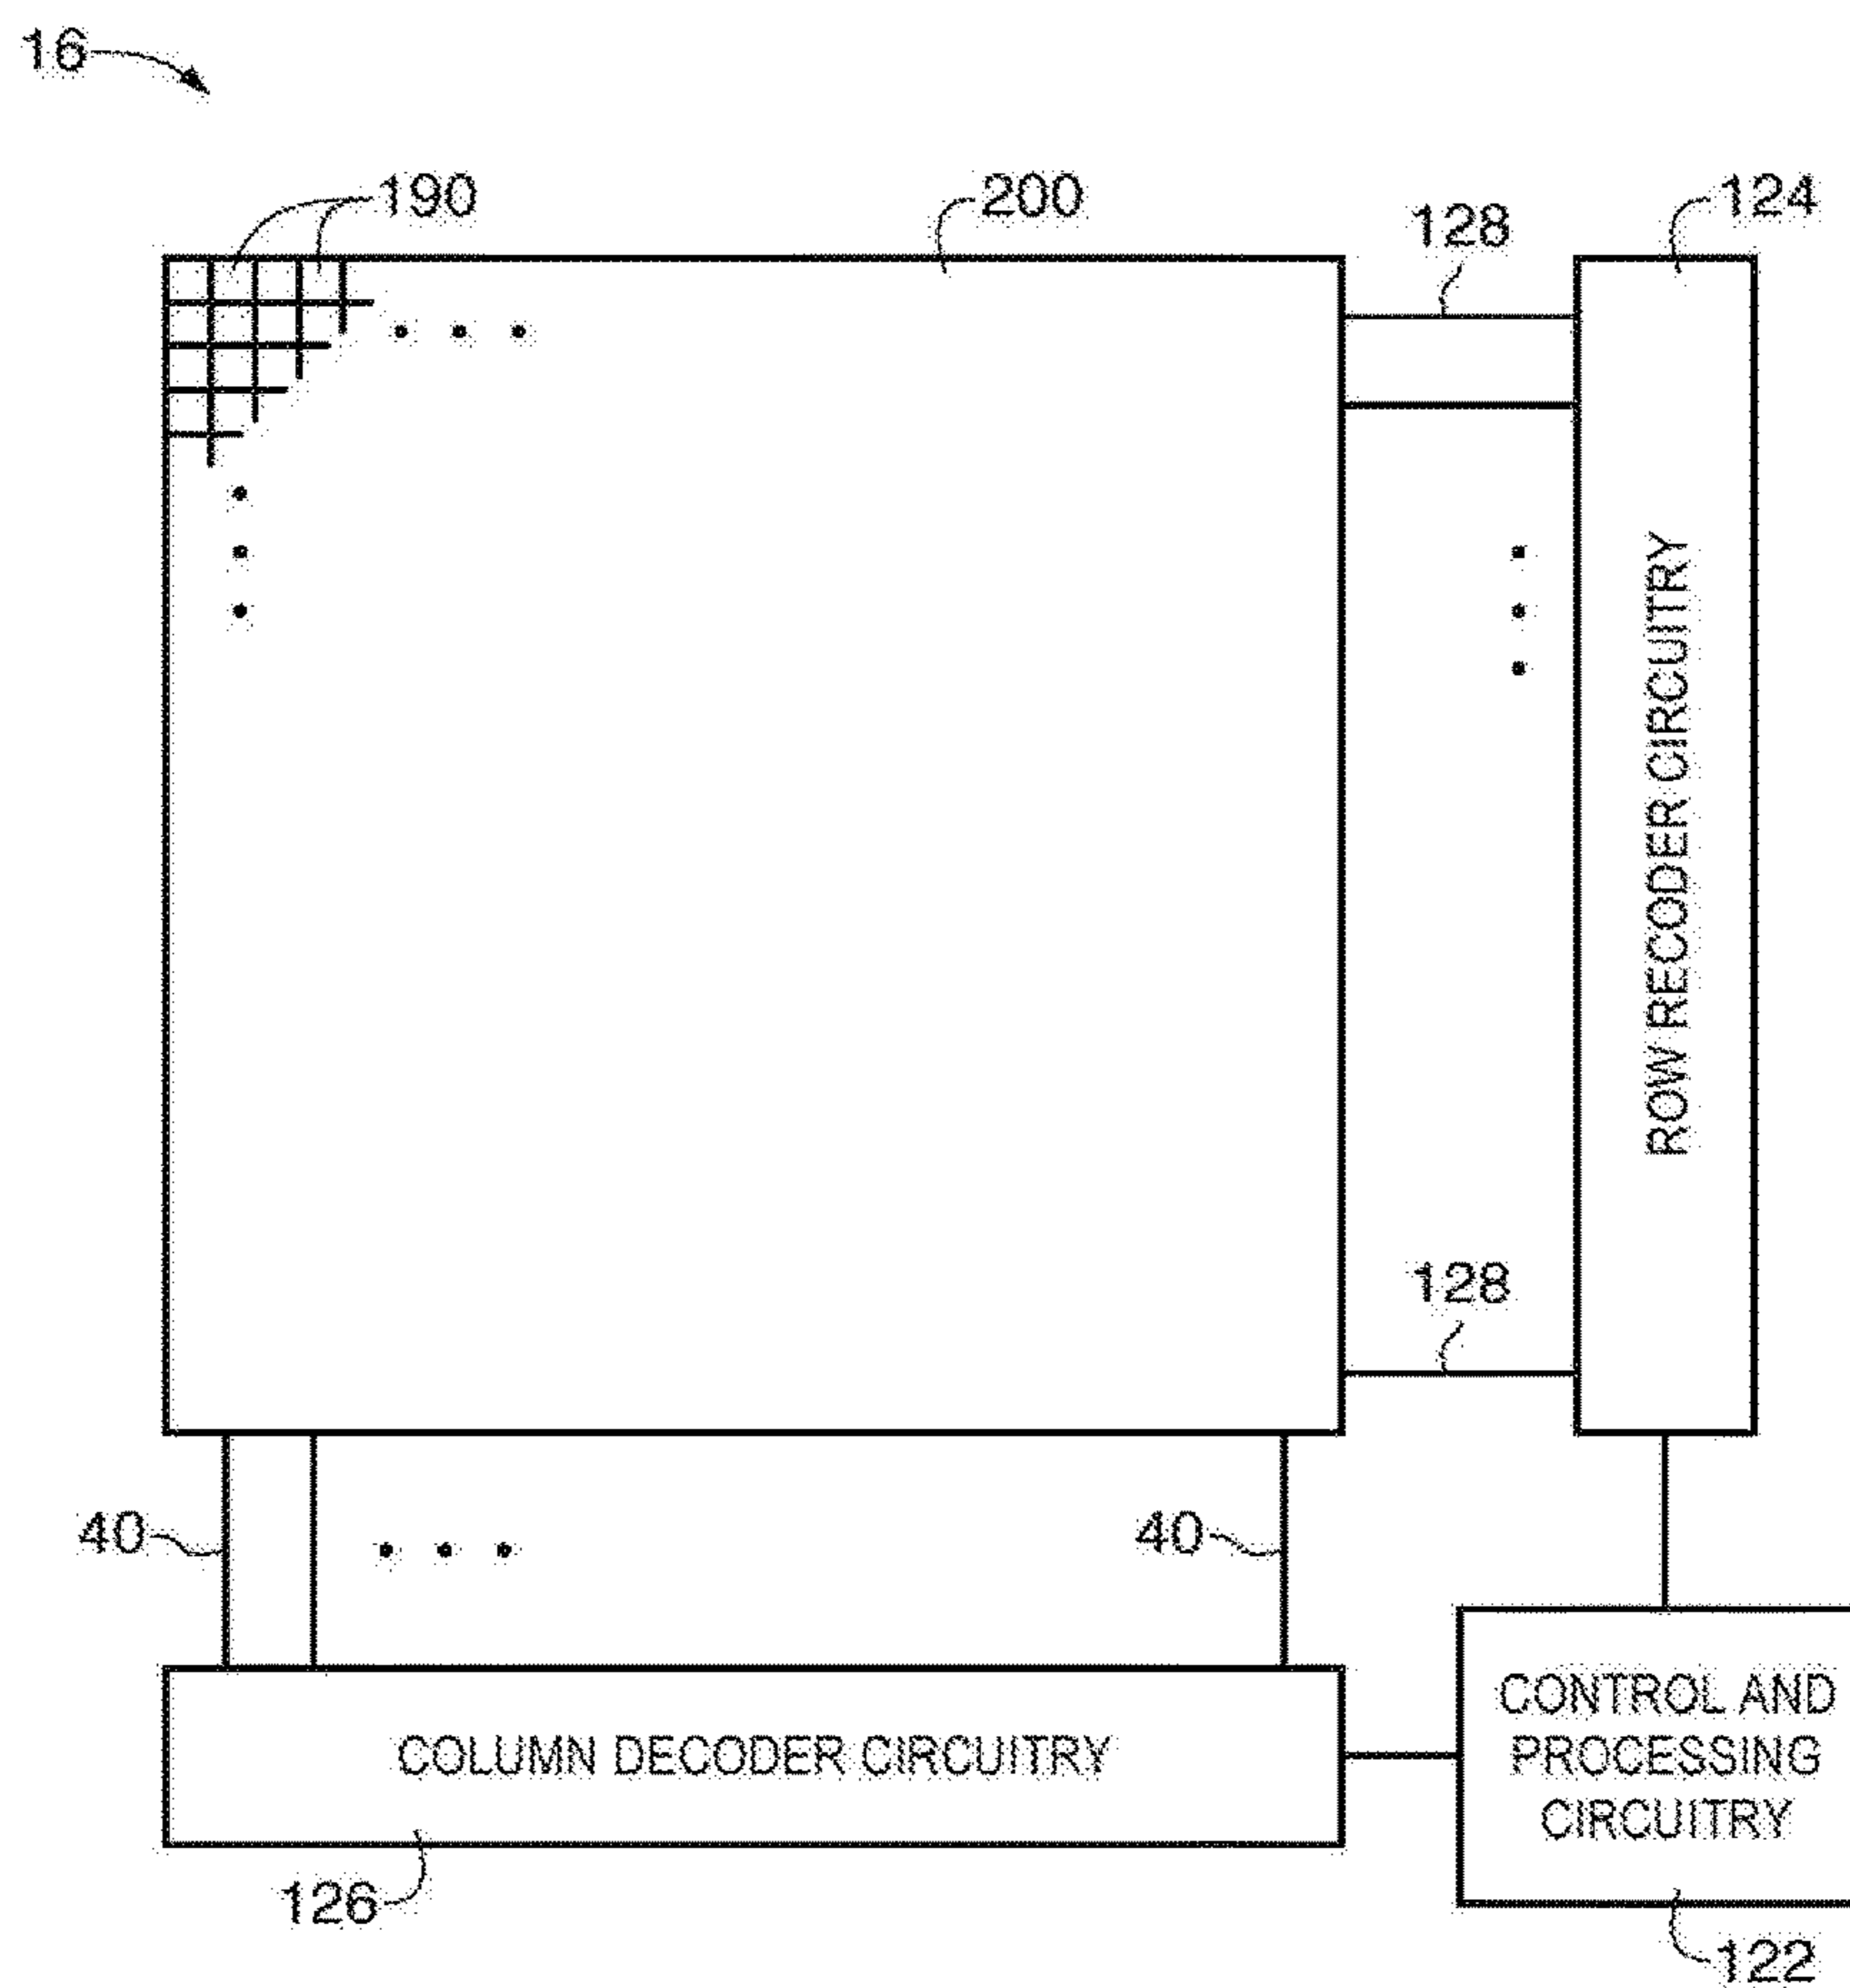 16
190
200
128
124
ROW RECODER CIRCUITRY
128
40
40
COLUMN DECODER CIRCUITRY
CONTROL AND
PROCESSING
CIRCUITRY
126
122